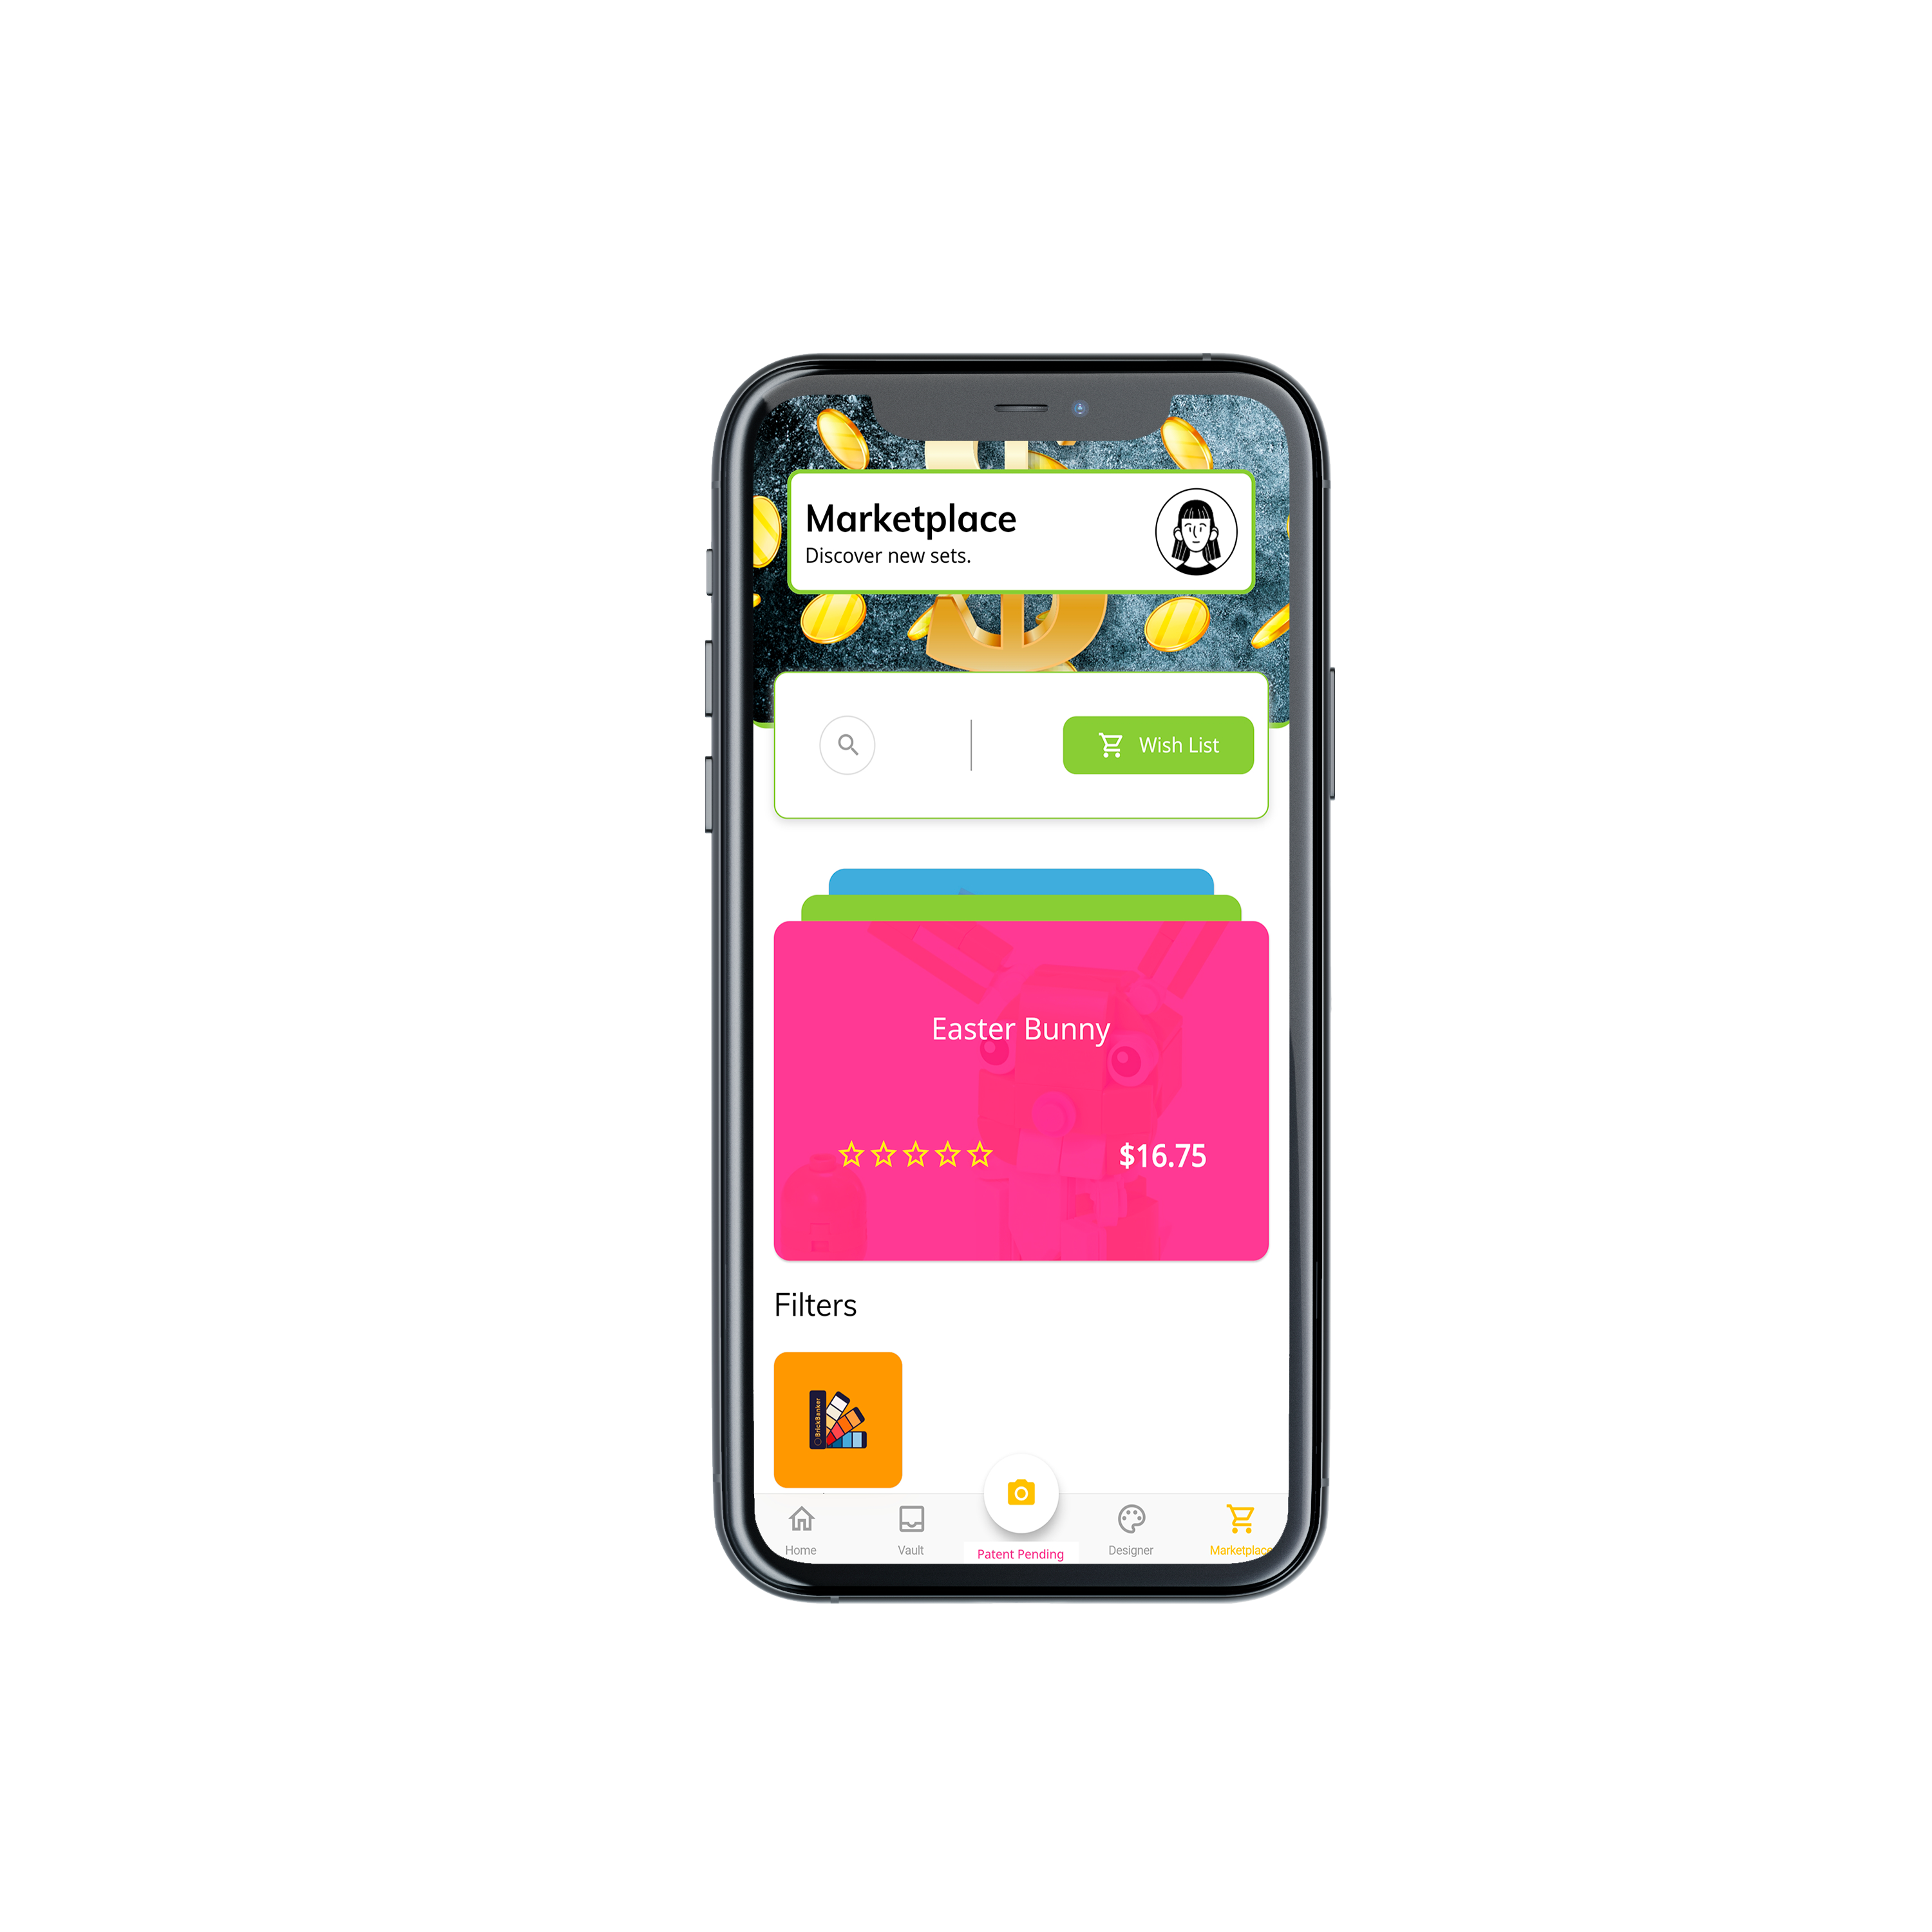 Marketplace
Discover new sets.
Wish List
Easter Bunny
$16.75
Filters
BrickBanker
Home
Vault
Patent Pending
Designer
Marketplace